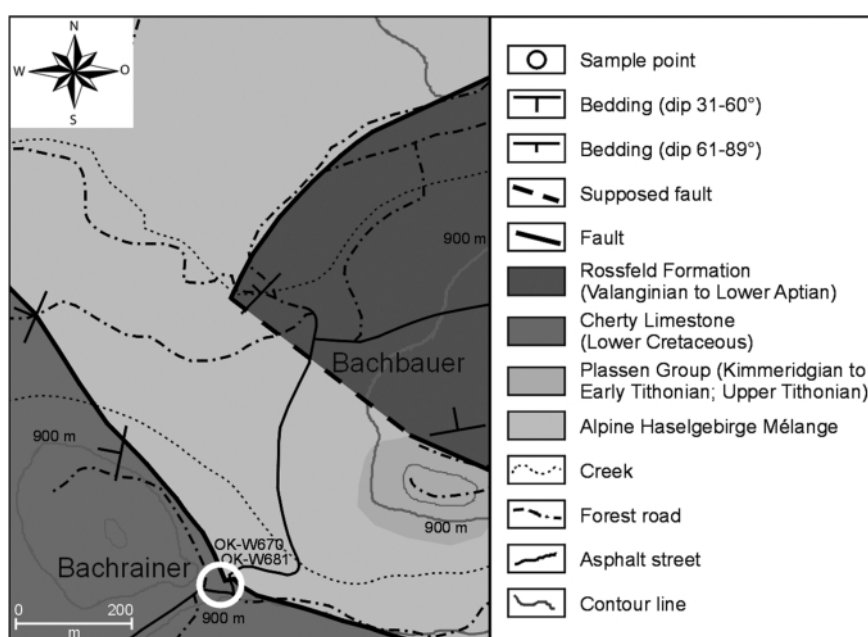 N
W
O
S
900 m
Bachbauer
900 m
900 m
OK-W670
OK-W681
Bachrainer
900 m
0
200
m
Sample point
Bedding (dip 31-60°)
Bedding (dip 61-89°)
Supposed fault
Fault
Rossfeld Formation
(Valanginian to Lower Aptian)
Cherty Limestone
(Lower Cretaceous)
Plassen Group (Kimmeridgian to
Early Tithonian; Upper Tithonian)
Alpine Haselgebirge Mélange
Creek
Forest road
Asphalt street
Contour line